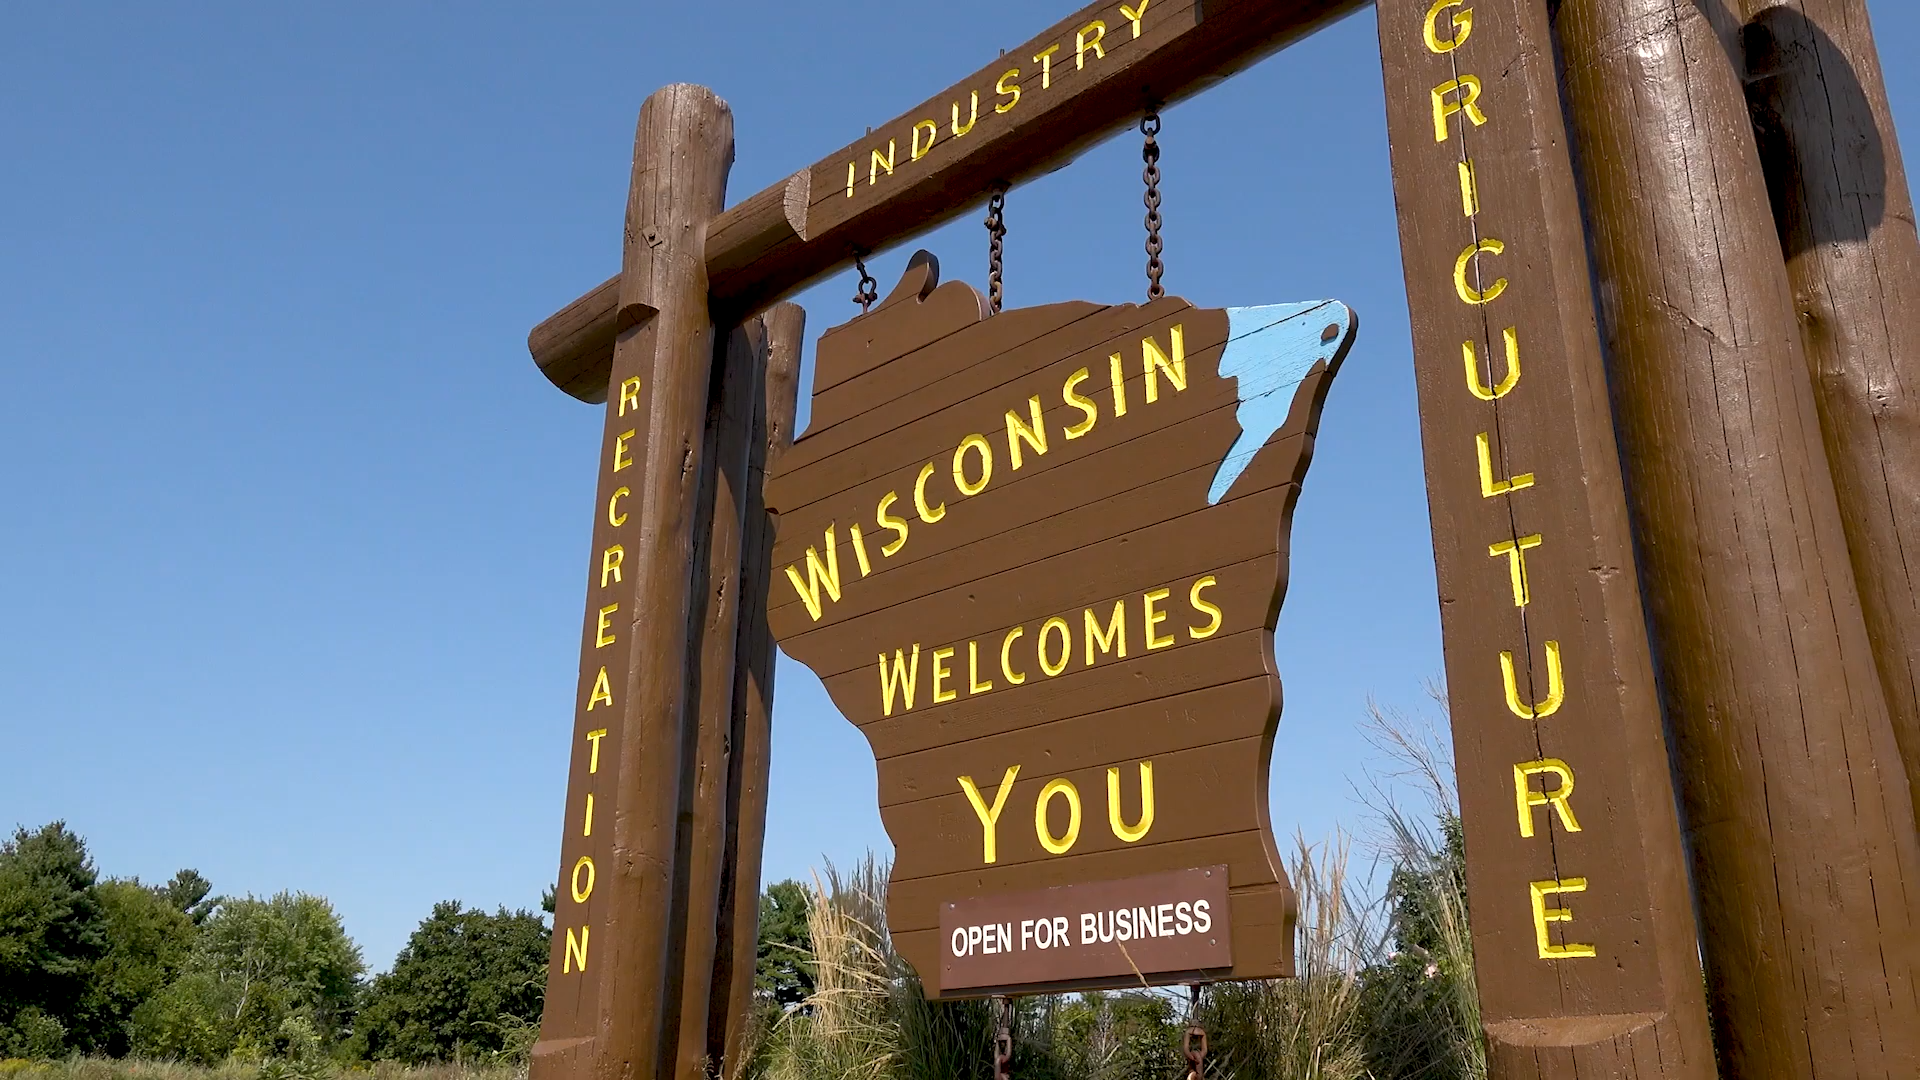 INDUSTRY
RECREATION
WISCONSIN
WELCOMES
YOU
OPEN FOR BUSINESS
GRICULTURE